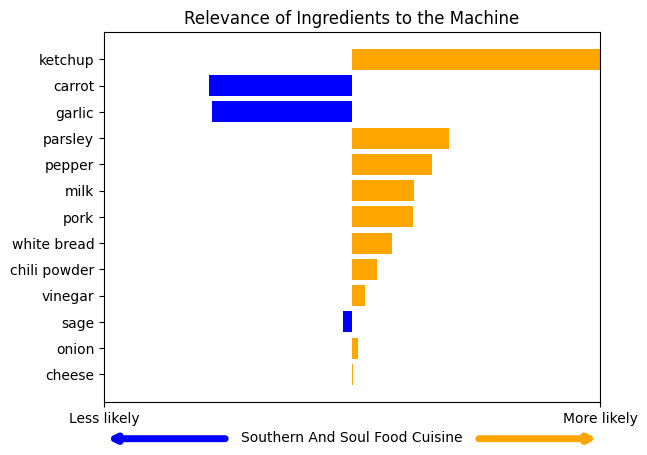 Relevance of Ingredients to the Machine
ketchup
carrot
garlic
parsley
pepper
milk
pork
white bread
chili powder
vinegar
sage
onion
cheese
Less likely
More likely
Southern And Soul Food Cuisine